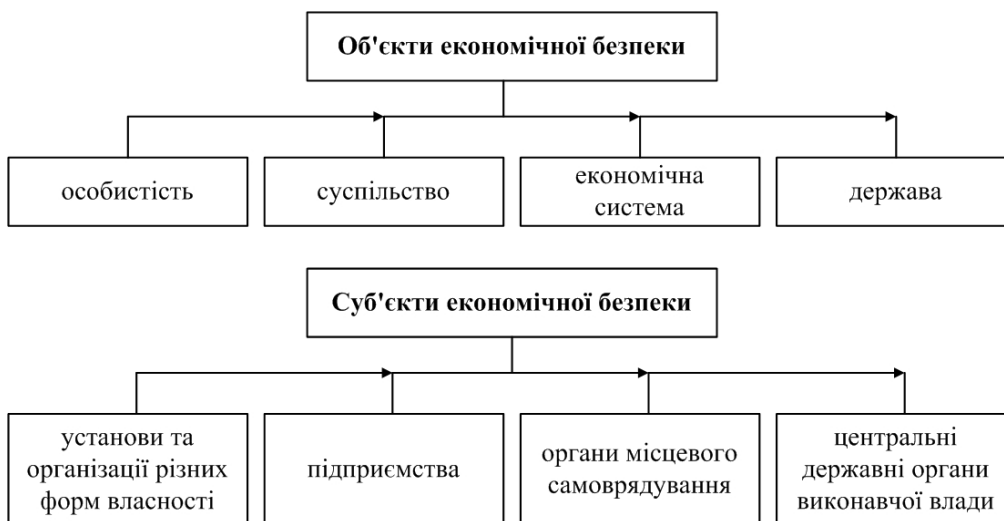 Об'єкти економічної безпеки
особистість
суспільство
економічна
система
держава
Суб'єкти економічної безпеки
установи та
організації різних
форм власності
підприємства
органи місцевого
самоврядування
центральні
державні органи
виконавчої влади